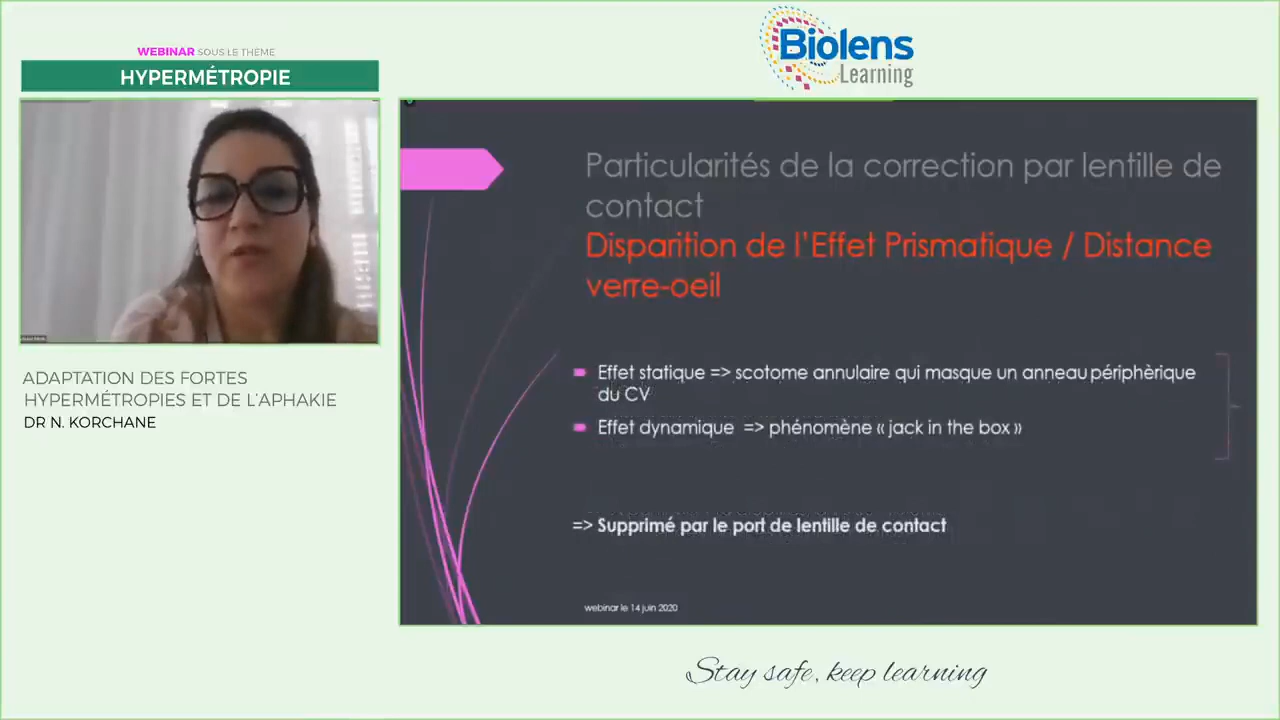 WEBINAR SOUS LE THEME
HYPERMÉTROPIE
Biolens
Learning
Particularités de la correction par lentille de
contact
Disparition de l'Effet Prismatique / Distance
verre-oeil
Effet statique => scotome annulaire qui masque un anneau périphèrique
du CV
Effet dynamique => phénomène « jack in the box »
=> Supprimé par le port de lentille de contact
webinar le 14 juin 2020
ADAPTATION DES FORTES
HYPERMÉTROPIES ET DE L'APHAKIE
DR N. KORCHANE
Stay safe, keep learning